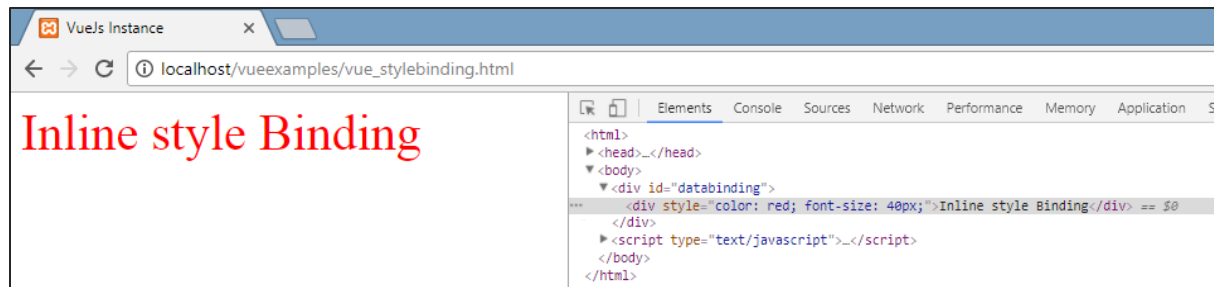 VueJs Instance
localhost/vueexamples/vue_stylebinding.html
Inline style Binding
Elements Console Sources Network Performance Memory Application S
<html>
▶<head>…</head>
▼<body>
▼<div id="databinding">
… <div style="color: red; font-size: 40px;">Inline style Binding</div> == $0
</div>
▶<script type="text/javascript">…</script>
</body>
</html>